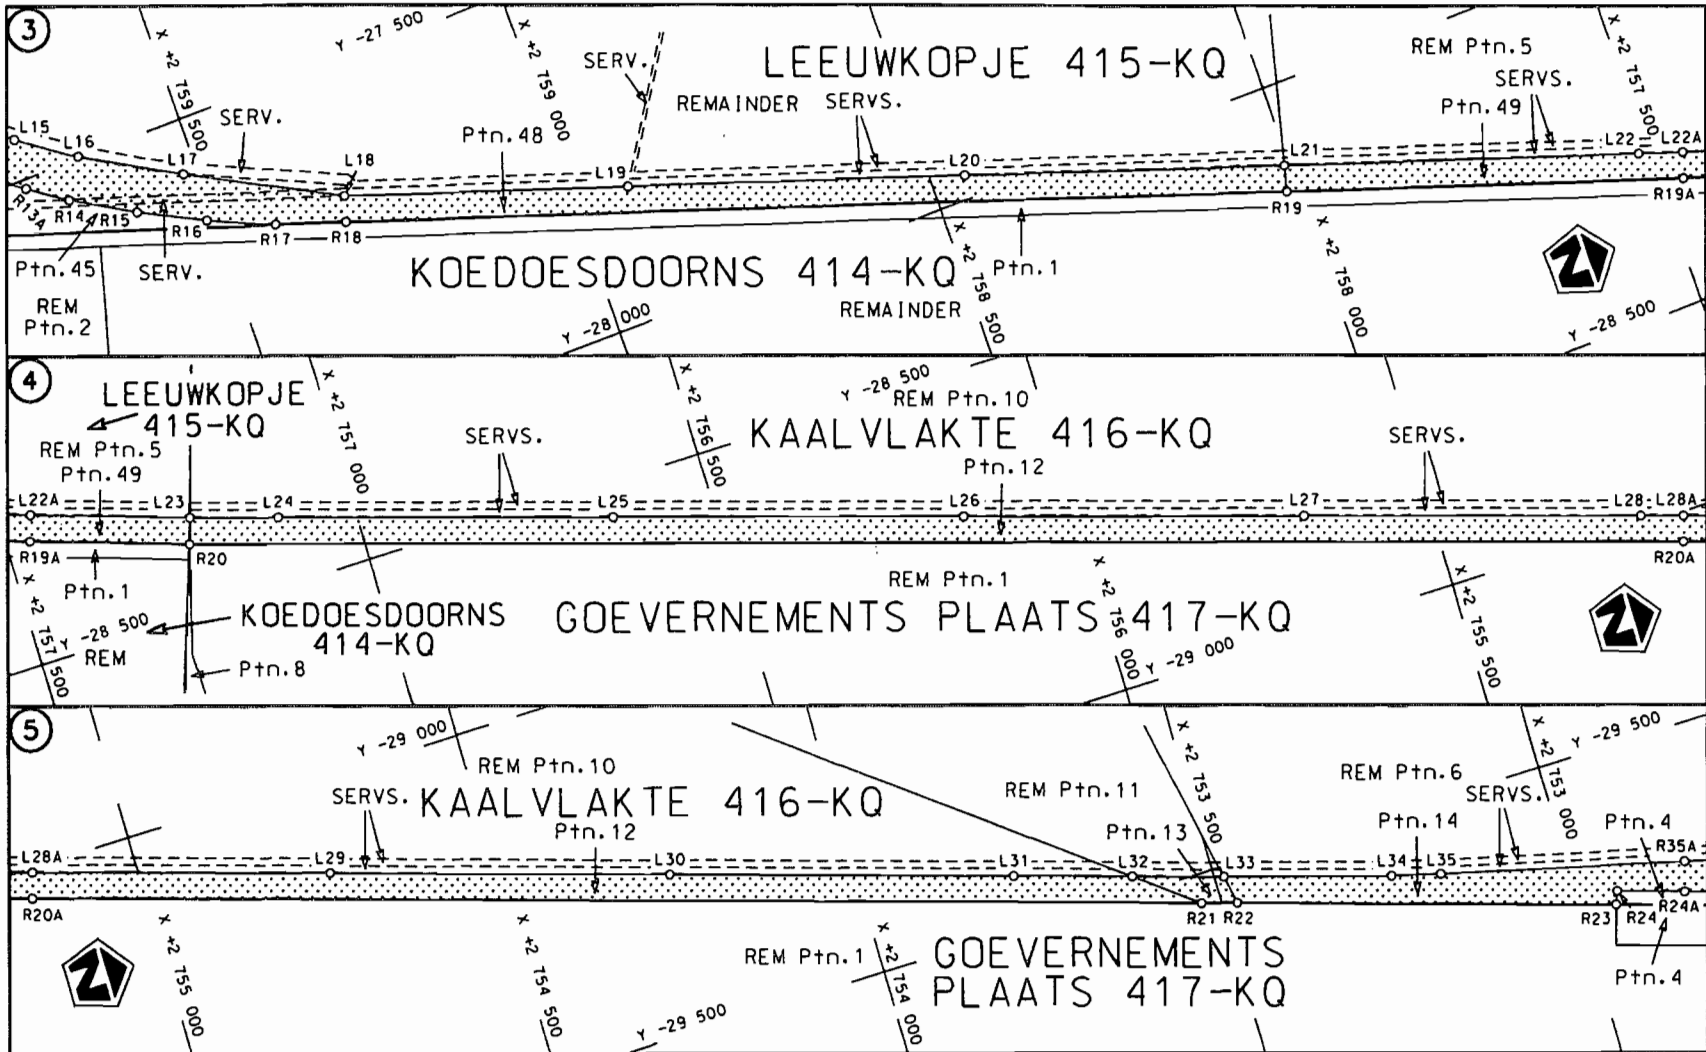 3
X +2 759 500
Y -27 500
X +2 759 000
SERV.
LEEUWKOPJE 415-KQ
REM Ptn.5
X +2 757 500
SERVS.
REMAINDER SERVS.
Ptn.49
L15
L16
SERV.
Ptn.48
L17
L18
L19
L20
L21
L22
L22A
R13A
R14
R15
R16
R17
R18
R19
R19A
Ptn.45
SERV.
KOEDOESDOORNS 414-KQ
Ptn.1
REM
Ptn.2
REMAINDER
Y -28 000
X +2 758 500
X +2 758 000
Y -28 500
4
LEEUWKOPJE
415-KQ
X +2 757 000
X +2 756 500
Y -28 500
REM Ptn.10
REM Ptn.5
Ptn.49
SERVS.
KAALVLAKTE 416-KQ
SERVS.
Ptn.12
L22A
L23
L24
L25
L26
L27
L28
L28A
R19A
R20
R20A
Ptn.1
REM Ptn.1
X +2 757 500
Y -28 500
REM
KOEDOESDOORNS
414-KQ
GOEVERNEMENTS PLAATS 417-KQ
X +2 756 000
Y -29 000
X +2 755 500
Ptn.8
5
Y -29 000
REM Ptn.10
X +2 753 500
X +2 753 000
Y -29 500
REM Ptn.11
REM Ptn.6
SERVS.
KAALVLAKTE 416-KQ
SERVS.
Ptn.12
Ptn.13
Ptn.14
Ptn.4
L28A
L29
L30
L31
L32
L33
L34
L35
R35A
R20A
R21
R22
R23
R24
R24A
X +2 755 000
X +2 754 500
REM Ptn.1
X +2 754 000
GOEVERNEMENTS
PLAATS 417-KQ
Ptn.4
Y -29 500